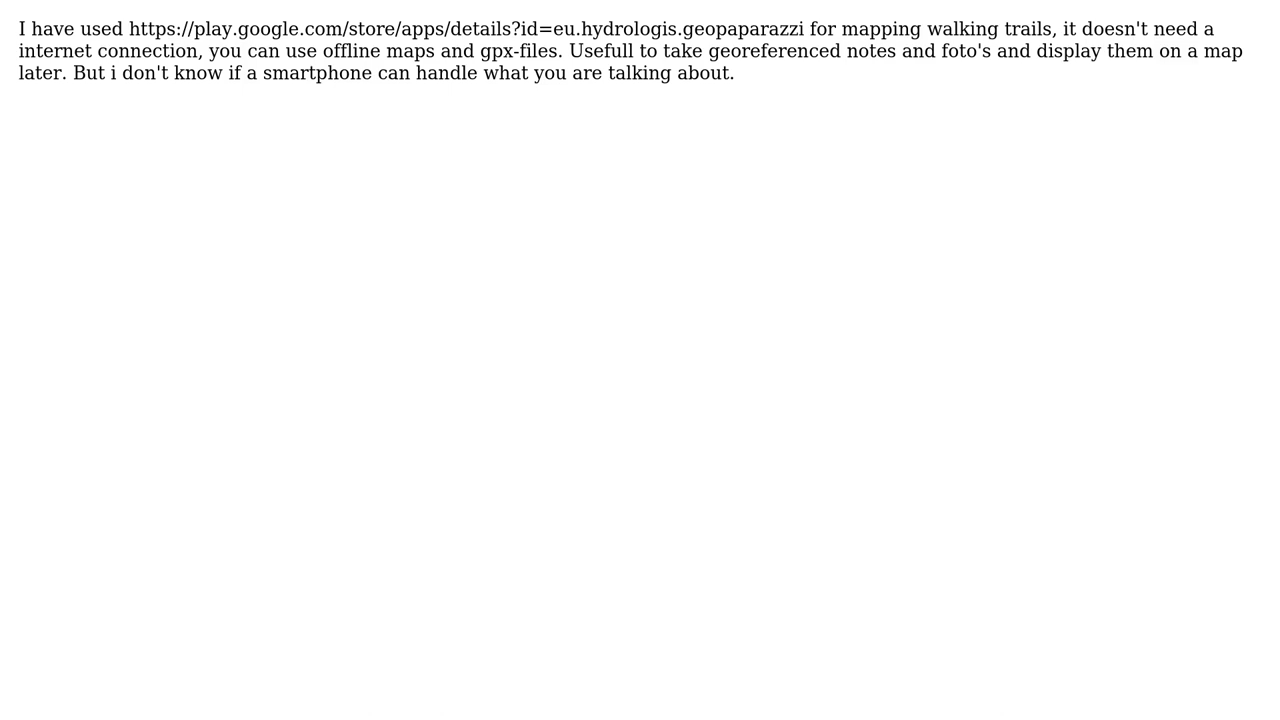 I have used https://play.google.com/store/apps/details?id=eu.hydrologis.geopaparazzi for mapping walking trails, it doesn't need a
internet connection, you can use offline maps and gpx-files. Usefull to take georeferenced notes and foto's and display them on a map
later. But i don't know if a smartphone can handle what you are talking about.